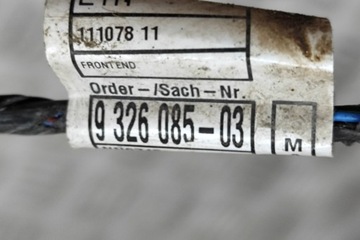 111078 11
FRONTEND
Order-/Sach-Nr.
9 326 085-03
M